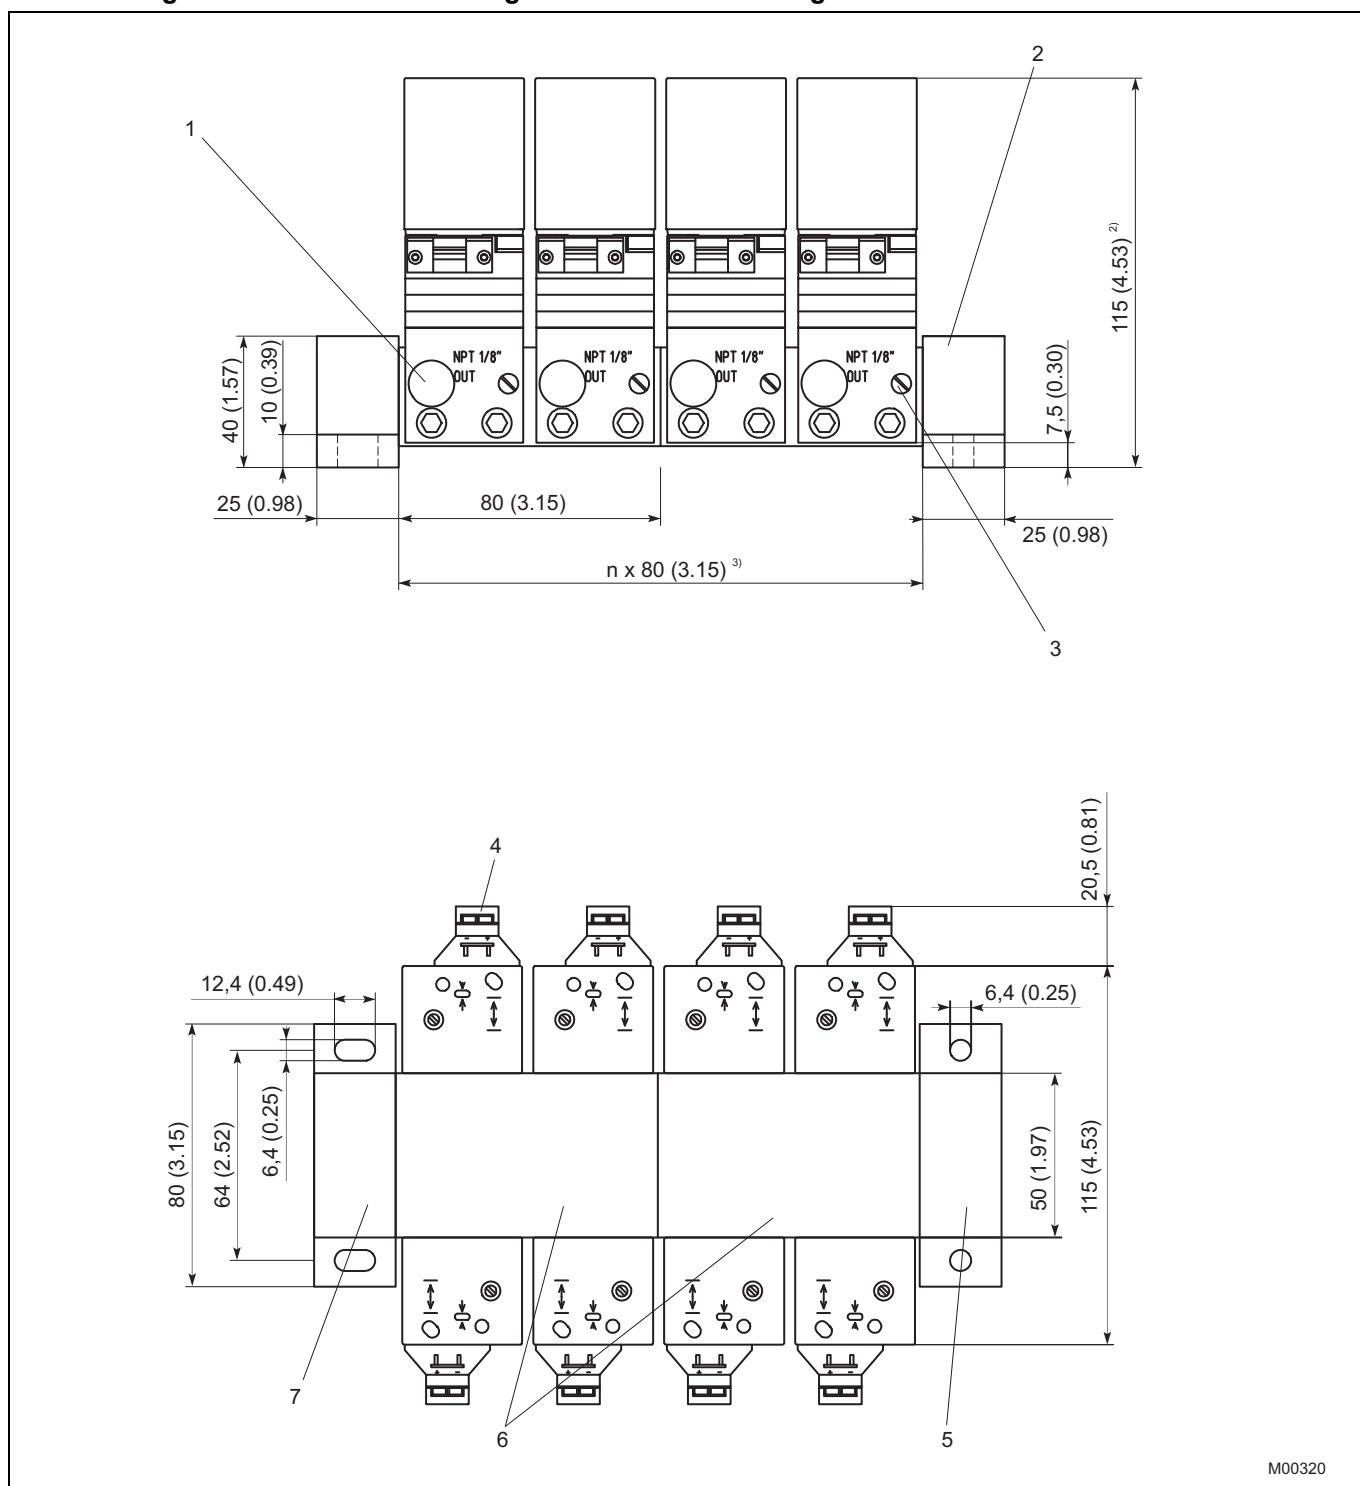 2
1
115 (4.53) 2)
NPT 1/8"
OUT
NPT 1/8"
OUT
NPT 1/8"
OUT
NPT 1/8"
OUT
40 (1.57)
10 (0.39)
7,5 (0.30)
25 (0.98)
80 (3.15)
25 (0.98)
n x 80 (3.15) 3)
3
20,5 (0.81)
4
- +
- +
- +
- +
12,4 (0.49)
6,4 (0.25)
6,4 (0.25)
80 (3.15)
64 (2.52)
50 (1.97)
115 (4.53)
+ -
+ -
+ -
+ -
7
6
5
M00320